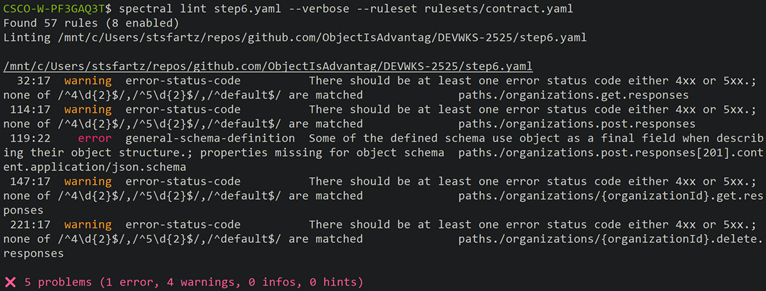 CSCO-W-PF3GAQ3T$ spectral lint step6.yaml --verbose --ruleset rulesets/contract.yaml
Found 57 rules (8 enabled)
Linting /mnt/c/Users/stsfartz/repos/github.com/ObjectIsAdvantag/DEVWKS-2525/step6.yaml
/mnt/c/Users/stsfartz/repos/github.com/ObjectIsAdvantag/DEVWKS-2525/step6.yaml
32:17 warning error-status-code There should be at least one error status code either 4xx or 5xx.;
none of /^4\d{2}$/,/^5\d{2}$/,/^default$/ are matched paths./organizations.get.responses
114:17 warning error-status-code There should be at least one error status code either 4xx or 5xx.;
none of /^4\d{2}$/,/^5\d{2}$/,/^default$/ are matched paths./organizations.post.responses
119:22 error general-schema-definition Some of the defined schema use object as a final field when describ
ing their object structure.; properties missing for object schema paths./organizations.post.responses[201].cont
ent.application/json.schema
147:17 warning error-status-code There should be at least one error status code either 4xx or 5xx.;
none of /^4\d{2}$/,/^5\d{2}$/,/^default$/ are matched paths./organizations/{organizationId}.get.res
ponses
221:17 warning error-status-code There should be at least one error status code either 4xx or 5xx.;
none of /^4\d{2}$/,/^5\d{2}$/,/^default$/ are matched paths./organizations/{organizationId}.delete.
responses
✖ 5 problems (1 error, 4 warnings, 0 infos, 0 hints)